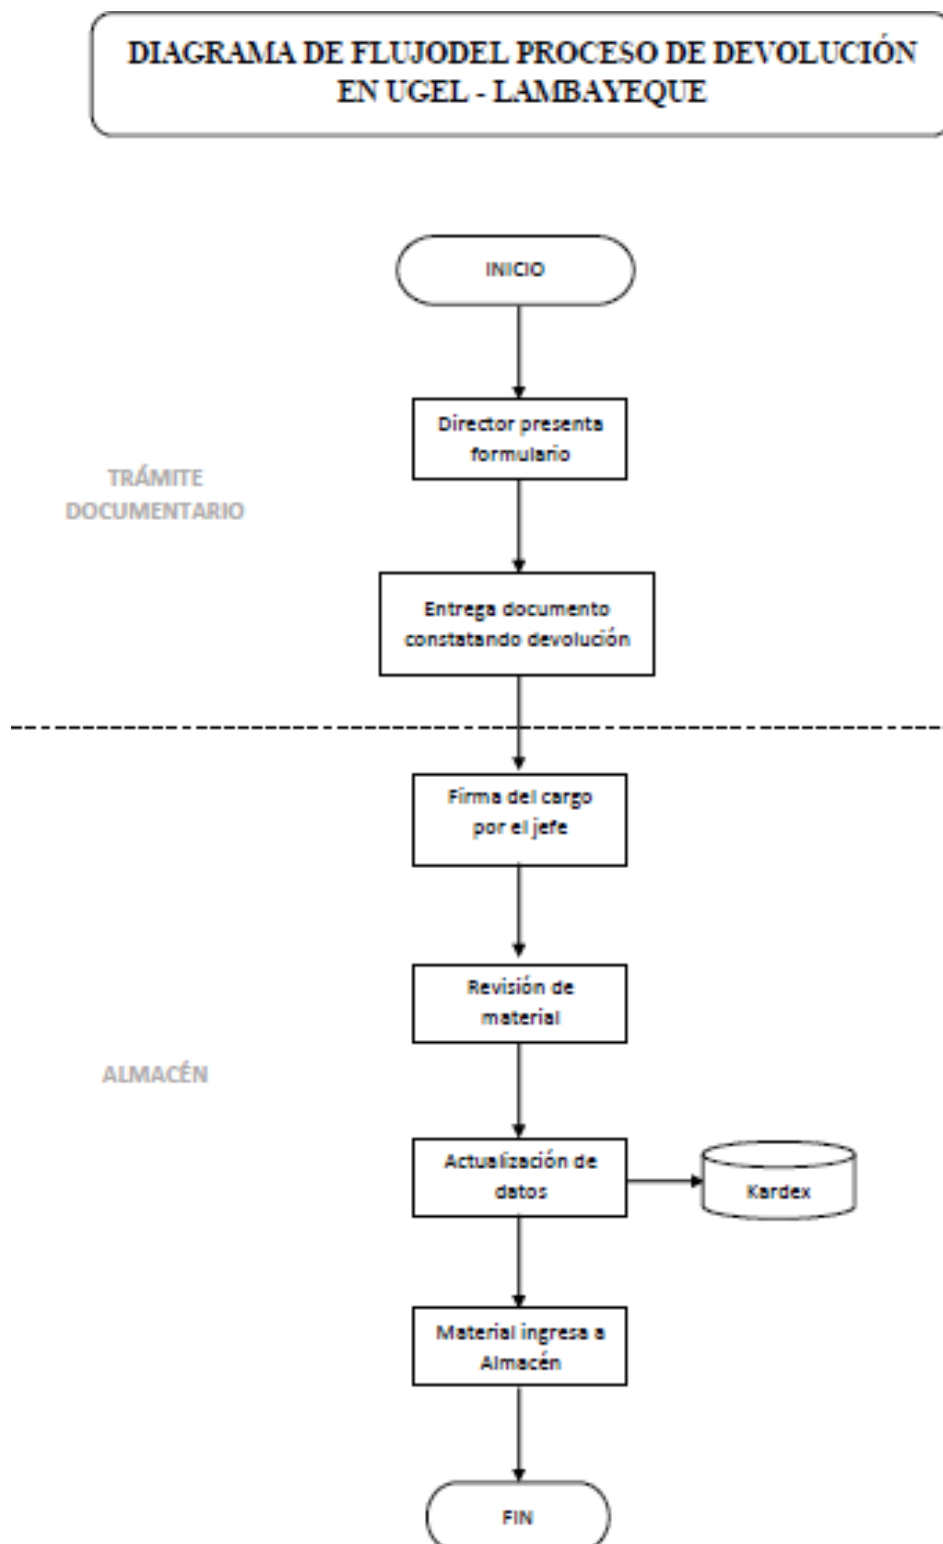 DIAGRAMA DE FLUJODEL PROCESO DE DEVOLUCIÓN
EN UGEL - LAMBAYEQUE
INICIO
Director presenta
formulario
TRÁMITE
DOCUMENTARIO
Entrega documento
constatando devolución
Firma del cargo
por el jefe
Revisión de
material
ALMACÉN
Actualización de
datos
Kardex
Material ingresa a
Almacén
FIN